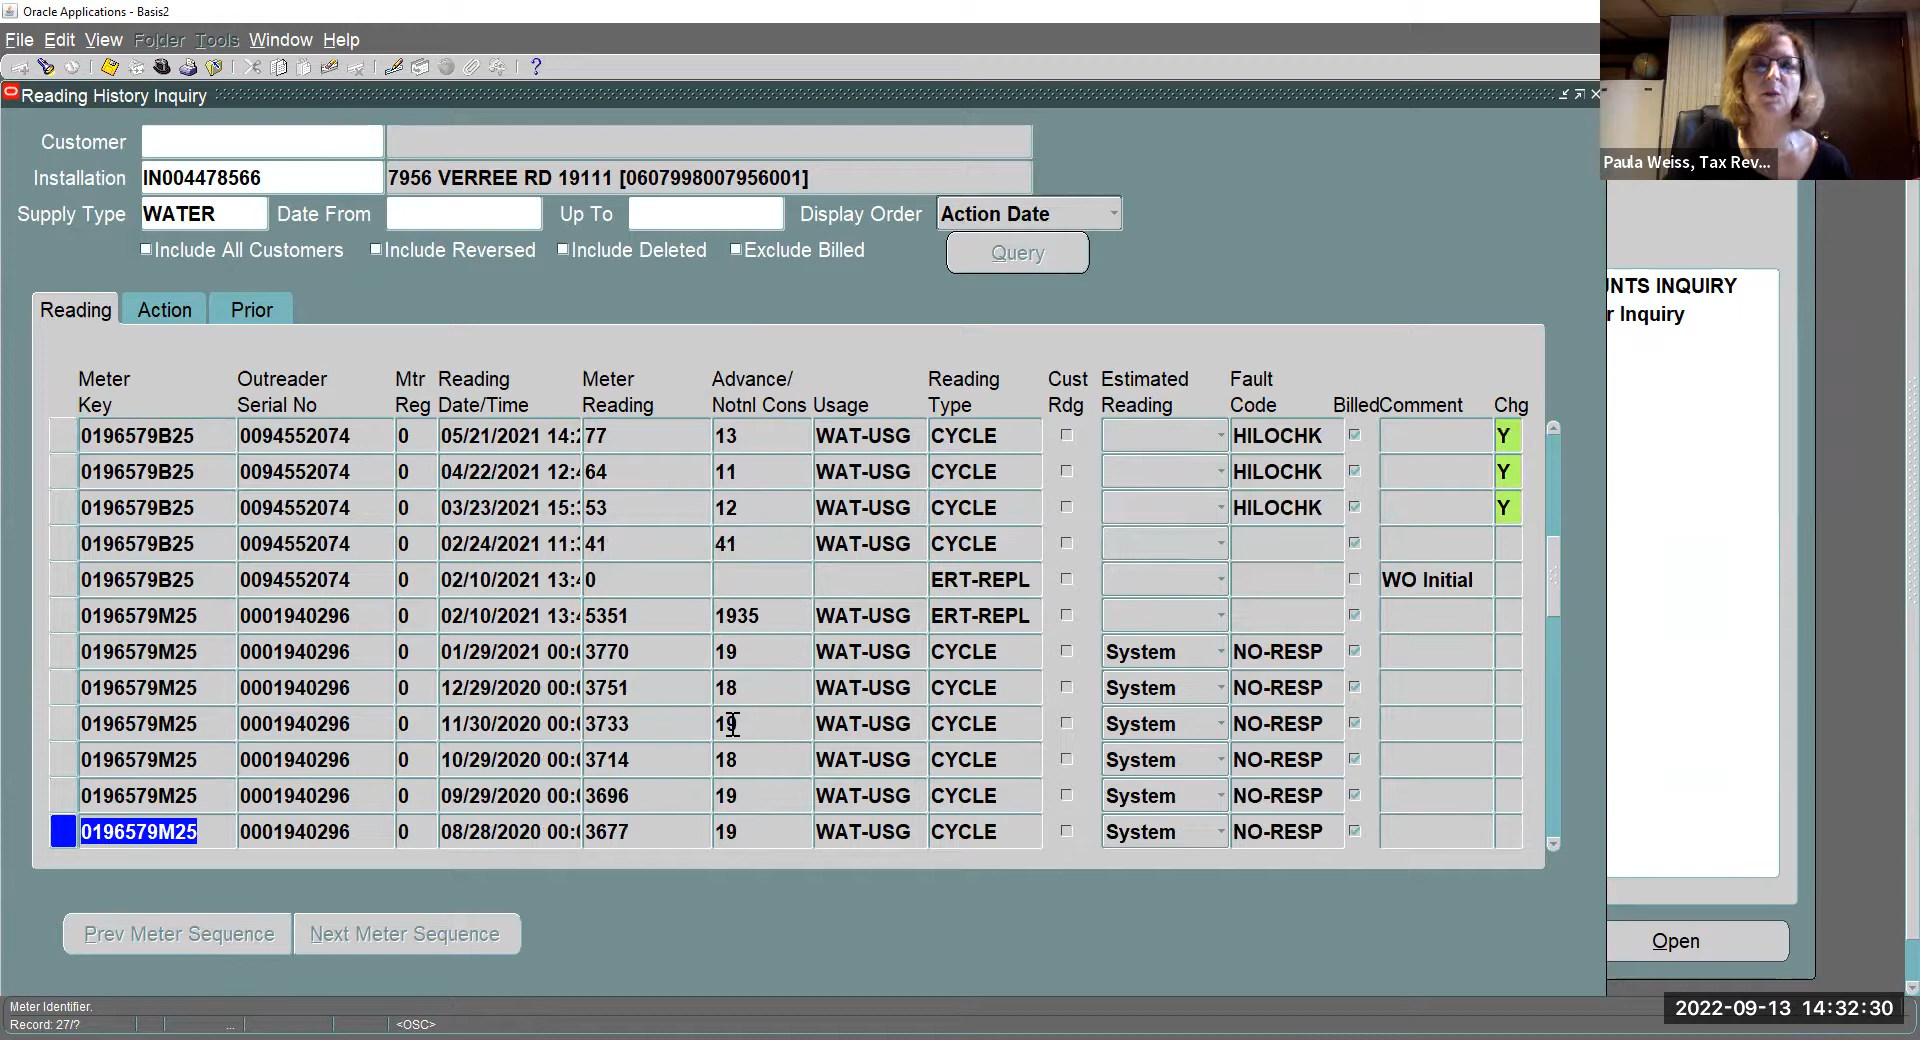 Oracle Applications - Basis2
File Edit View Folder Tools Window Help
Reading History Inquiry
Paula Weiss, Tax Rev...
Customer
Installation IN004478566 7956 VERREE RD 19111 [0607998007956001]
Supply Type WATER Date From Up To Display Order Action Date
Include All Customers Include Reversed Include Deleted Exclude Billed Query
UNTS INQUIRY
r Inquiry
Reading Action Prior
Meter Outreader Mtr Reading Meter Advance/ Reading Cust Estimated Fault
Key Serial No Reg Date/Time Reading Notnl Cons Usage Type Rdg Reading Code Billed Comment Chg
0196579B25 0094552074 0 05/21/2021 14:2 77 13 WAT-USG CYCLE HILOCHK Y
0196579B25 0094552074 0 04/22/2021 12:4 64 11 WAT-USG CYCLE HILOCHK Y
0196579B25 0094552074 0 03/23/2021 15: 53 12 WAT-USG CYCLE HILOCHK Y
0196579B25 0094552074 0 02/24/2021 11: 41 41 WAT-USG CYCLE
0196579B25 0094552074 0 02/10/2021 13:4 0 ERT-REPL WO Initial
0196579M25 0001940296 0 02/10/2021 13:4 5351 1935 WAT-USG ERT-REPL
0196579M25 0001940296 0 01/29/2021 00:0 3770 19 WAT-USG CYCLE System NO-RESP
0196579M25 0001940296 0 12/29/2020 00:0 3751 18 WAT-USG CYCLE System NO-RESP
0196579M25 0001940296 0 11/30/2020 00:0 3733 19 WAT-USG CYCLE System NO-RESP
0196579M25 0001940296 0 10/29/2020 00:0 3714 18 WAT-USG CYCLE System NO-RESP
0196579M25 0001940296 0 09/29/2020 00:0 3696 19 WAT-USG CYCLE System NO-RESP
0196579M25 0001940296 0 08/28/2020 00:0 3677 19 WAT-USG CYCLE System NO-RESP
Prev Meter Sequence Next Meter Sequence
Open
Meter Identifier.
Record: 27/? ... <OSC>
2022-09-13 14:32:30